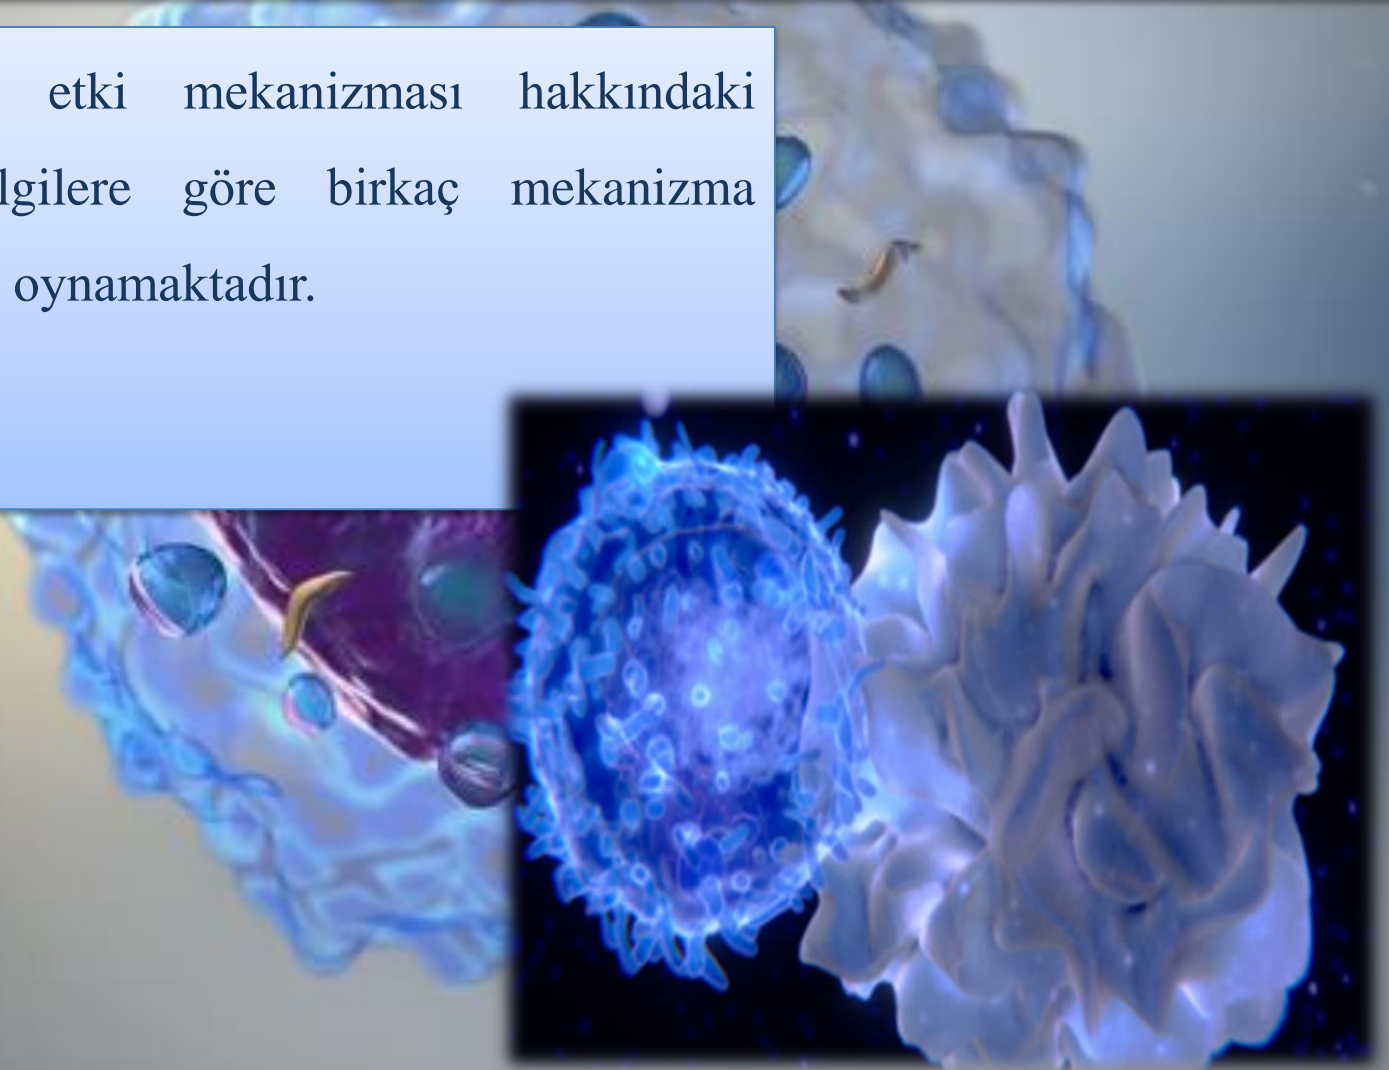 etki mekanizması hakkındaki
lgilere göre birkaç mekanizma
oynamaktadır.